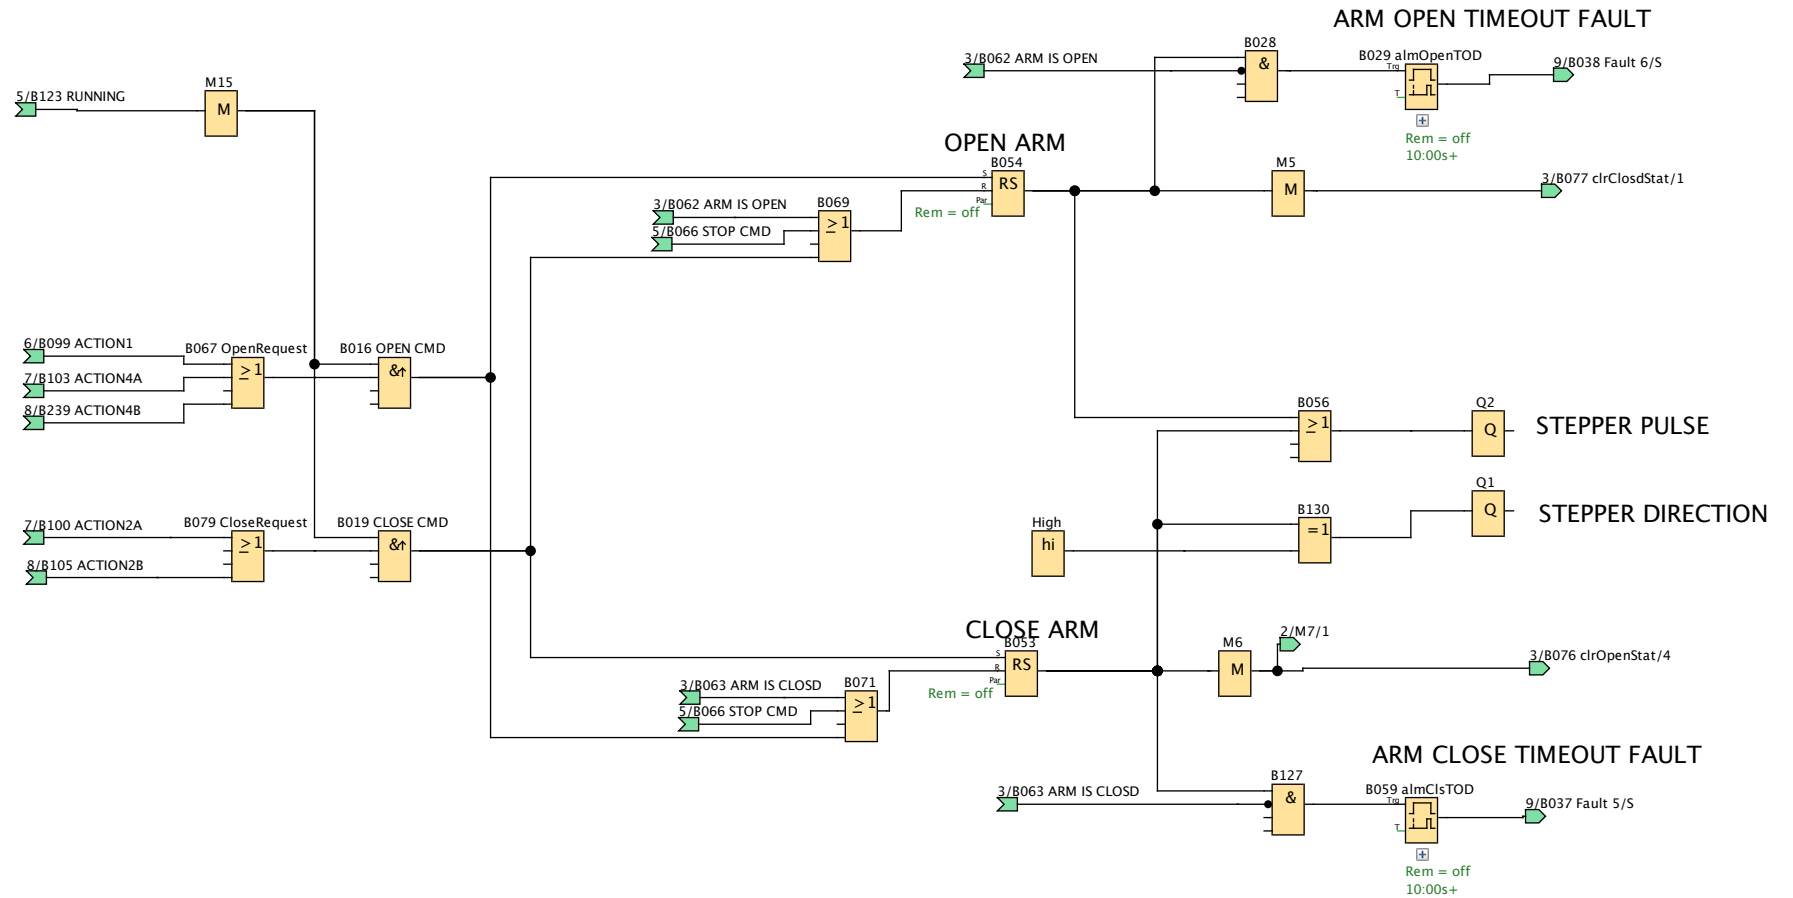 ARM OPEN TIMEOUT FAULT
B028
3/B062 ARM IS OPEN
&
B029 almOpenTOD
Trg
T
9/B038 Fault 6/S
Rem = off
10:00s+
M15
5/B123 RUNNING
M
OPEN ARM
B054
S
R
Par
RS
Rem = off
M5
M
3/B077 clrClosdStat/1
3/B062 ARM IS OPEN
5/B066 STOP CMD
B069
≥1
6/B099 ACTION1
7/B103 ACTION4A
8/B239 ACTION4B
B067 OpenRequest
≥1
B016 OPEN CMD
&↑
B056
≥1
Q2
Q
STEPPER PULSE
Q1
Q
STEPPER DIRECTION
7/B100 ACTION2A
8/B105 ACTION2B
B079 CloseRequest
≥1
B019 CLOSE CMD
&↑
High
hi
B130
=1
CLOSE ARM
B053
S
R
Par
RS
Rem = off
M6
M
2/M7/1
3/B076 clrOpenStat/4
3/B063 ARM IS CLOSD
5/B066 STOP CMD
B071
≥1
ARM CLOSE TIMEOUT FAULT
B127
3/B063 ARM IS CLOSD
&
B059 almClsTOD
Trg
T
9/B037 Fault 5/S
Rem = off
10:00s+